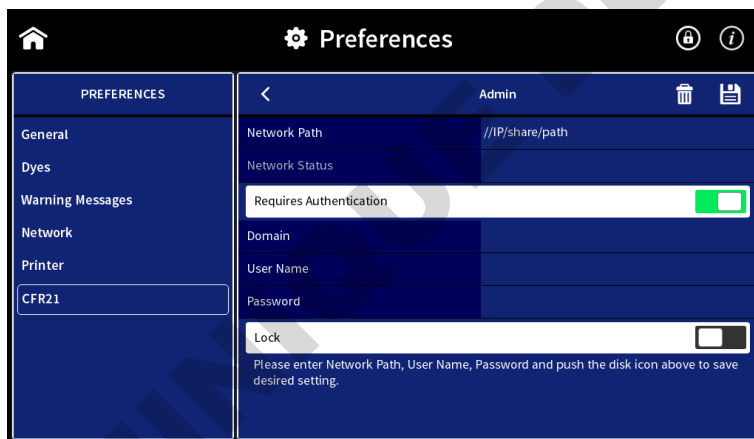 Preferences
PREFERENCES
General
Dyes
Warning Messages
Network
Printer
CFR21
Admin
Network Path //IP/share/path
Network Status
Requires Authentication
Domain
User Name
Password
Lock
Please enter Network Path, User Name, Password and push the disk icon above to save
desired setting.
UNIQUE